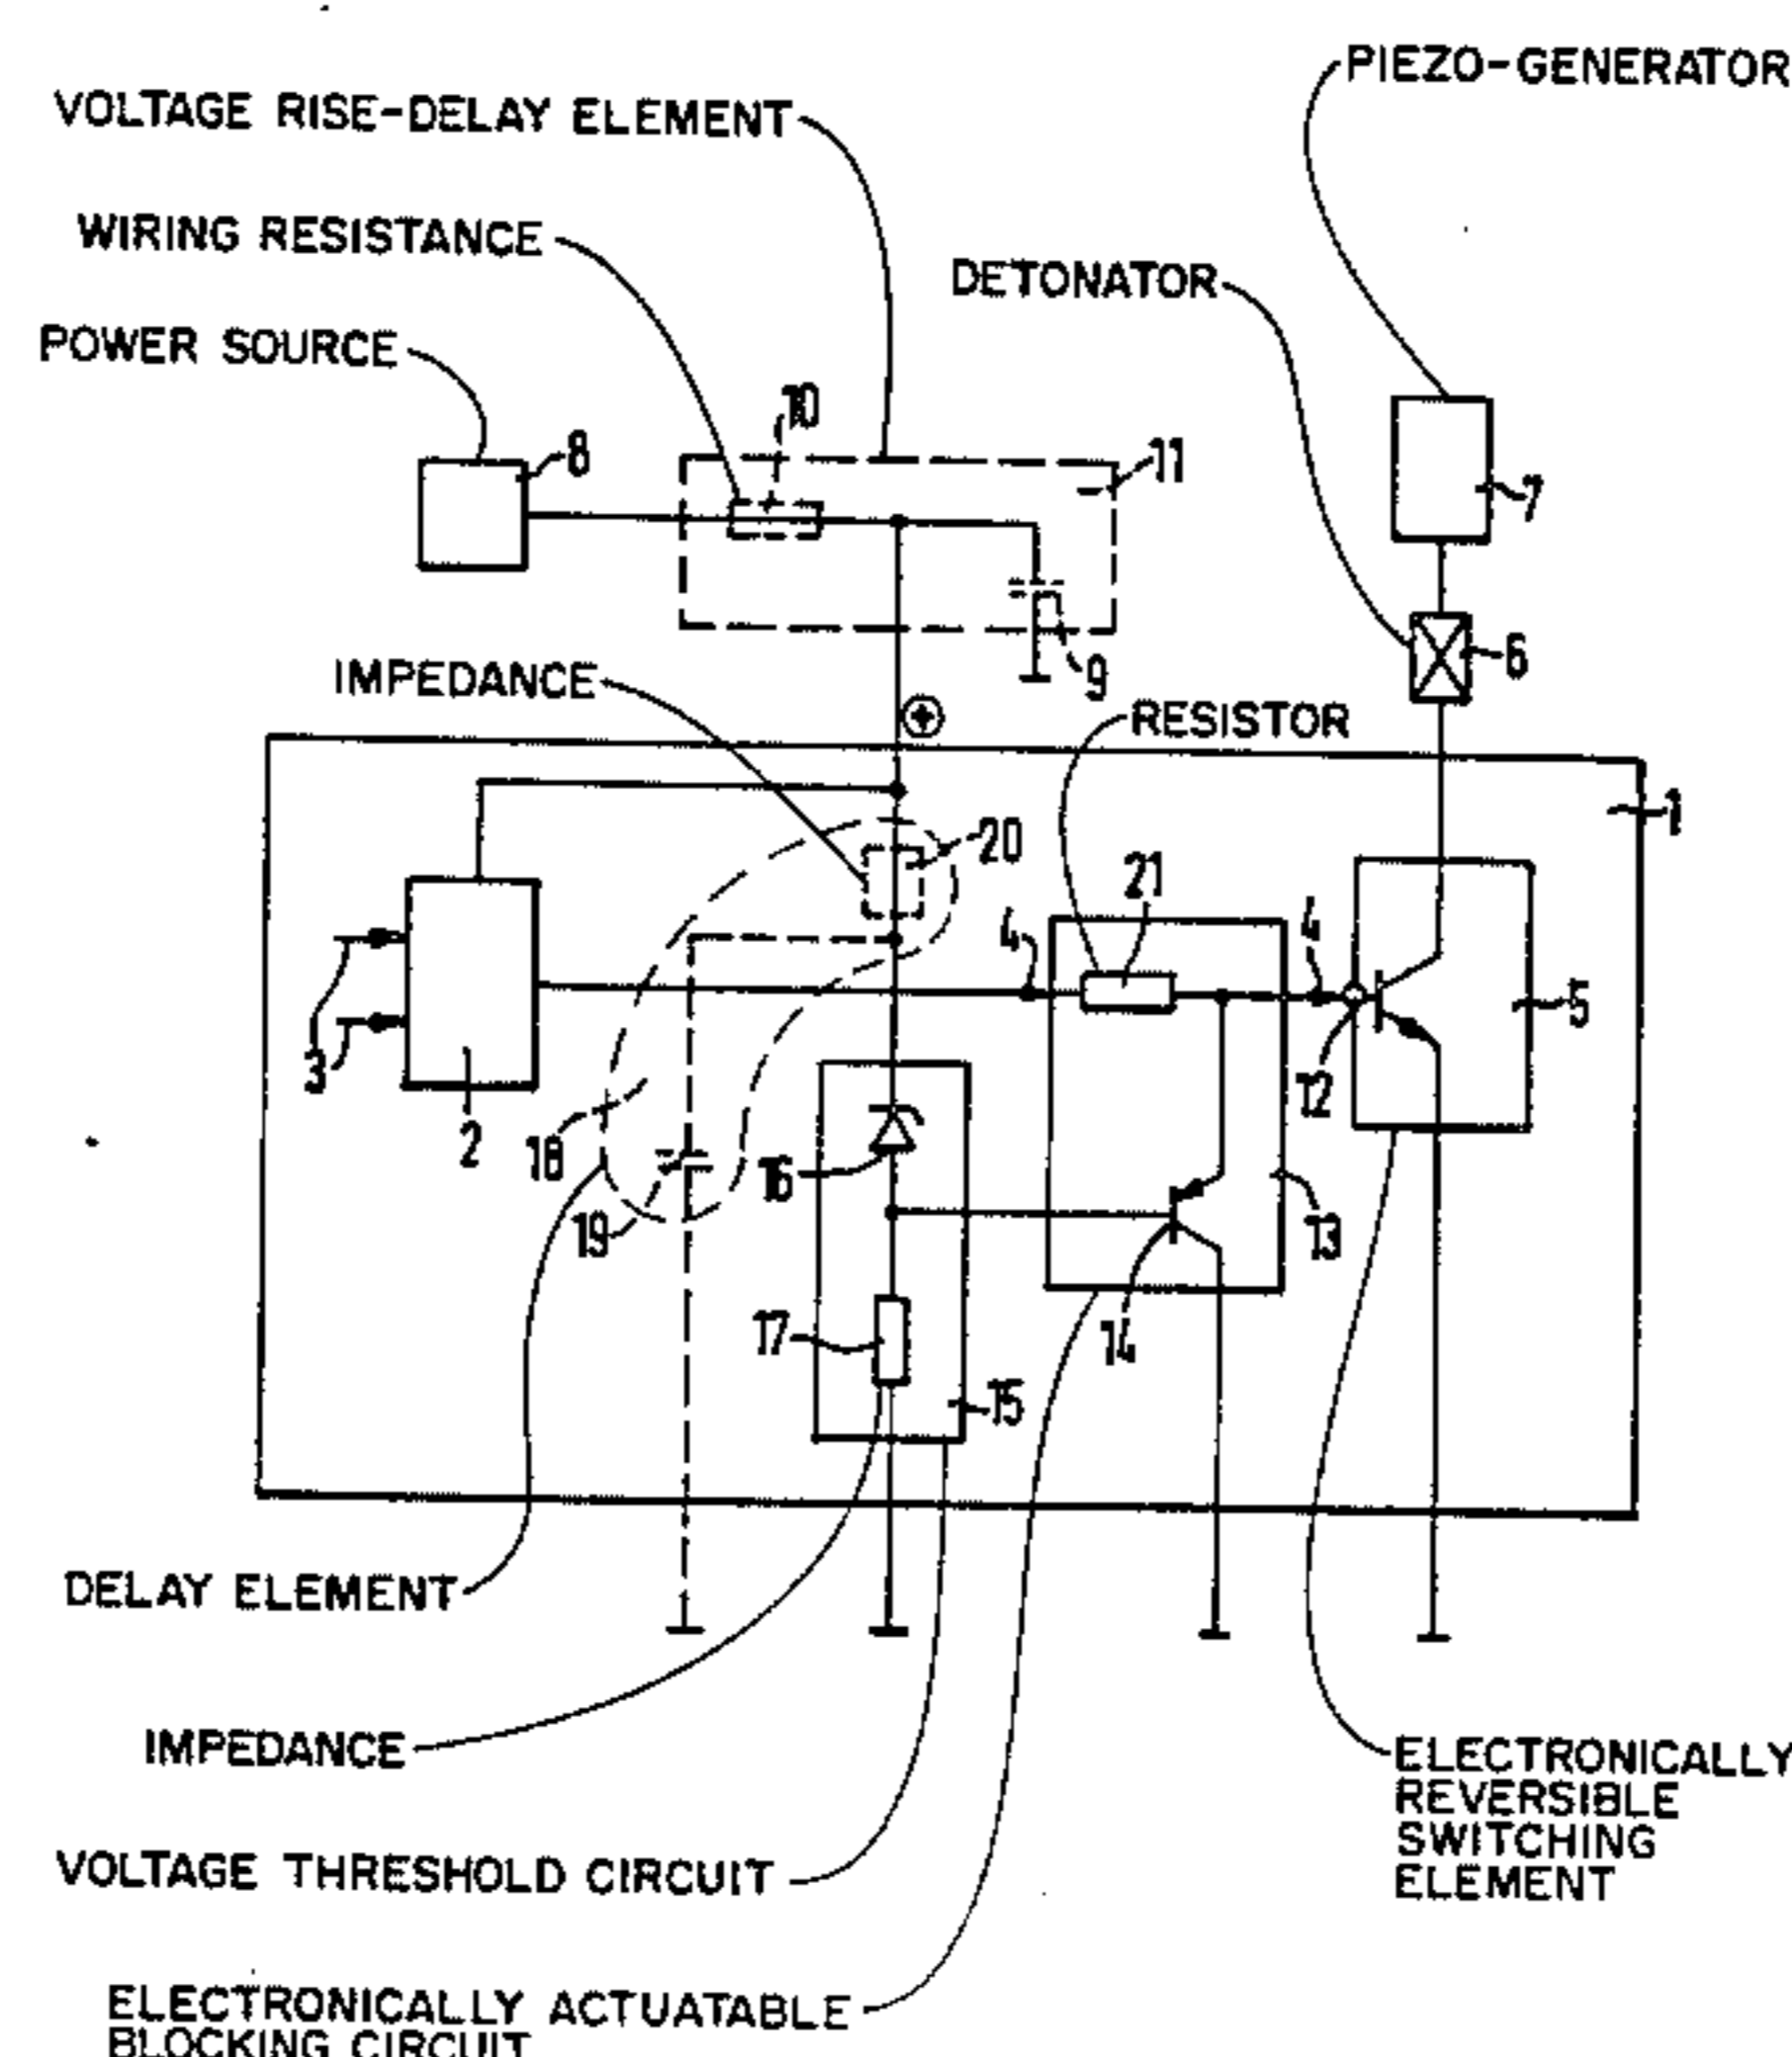 PIEZO-GENERATOR
VOLTAGE RISE-DELAY ELEMENT
WIRING RESISTANCE
DETONATOR
POWER SOURCE
10
8
11
7
6
IMPEDANCE
9
RESISTOR
1
20
21
4
4
5
3
12
2
18
16
19
13
17
14
15
DELAY ELEMENT
IMPEDANCE
ELECTRONICALLY
REVERSIBLE
SWITCHING
ELEMENT
VOLTAGE THRESHOLD CIRCUIT
ELECTRONICALLY ACTUATABLE
BLOCKING CIRCUIT